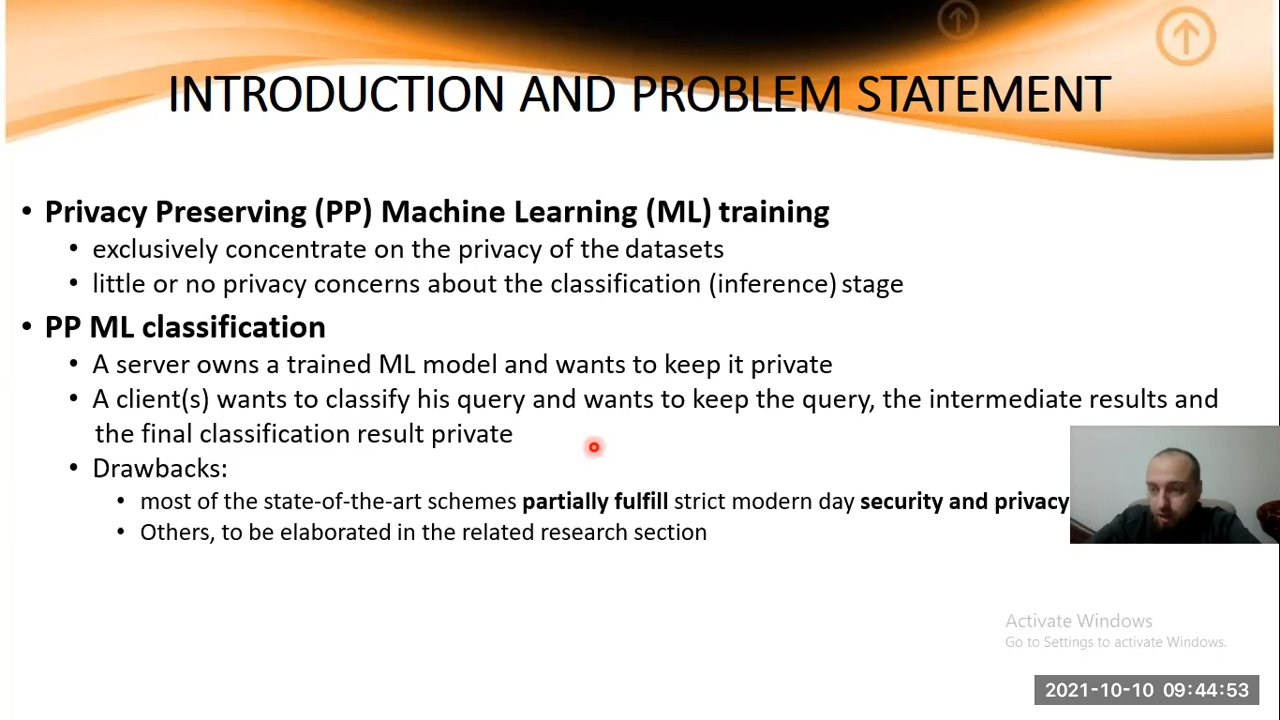 INTRODUCTION AND PROBLEM STATEMENT
• Privacy Preserving (PP) Machine Learning (ML) training
• exclusively concentrate on the privacy of the datasets
• little or no privacy concerns about the classification (inference) stage
• PP ML classification
• A server owns a trained ML model and wants to keep it private
• A client(s) wants to classify his query and wants to keep the query, the intermediate results and
the final classification result private
• Drawbacks:
• most of the state-of-the-art schemes partially fulfill strict modern day security and privacy
• Others, to be elaborated in the related research section
Activate Windows
Go to Settings to activate Windows.
2021-10-10 09:44:53